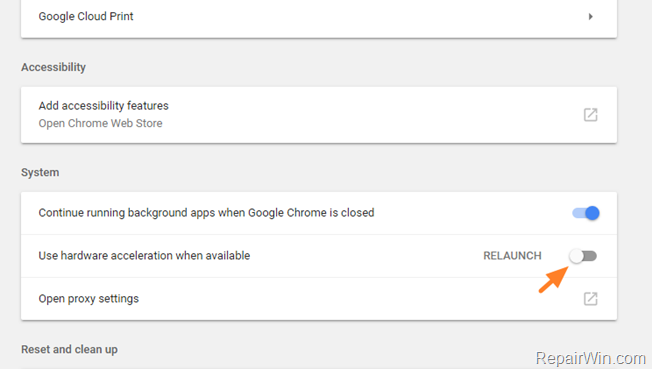 Google Cloud Print
Accessibility
Add accessibility features
Open Chrome Web Store
System
Continue running background apps when Google Chrome is closed
Use hardware acceleration when available RELAUNCH
Open proxy settings
Reset and clean up
RepairWin.com